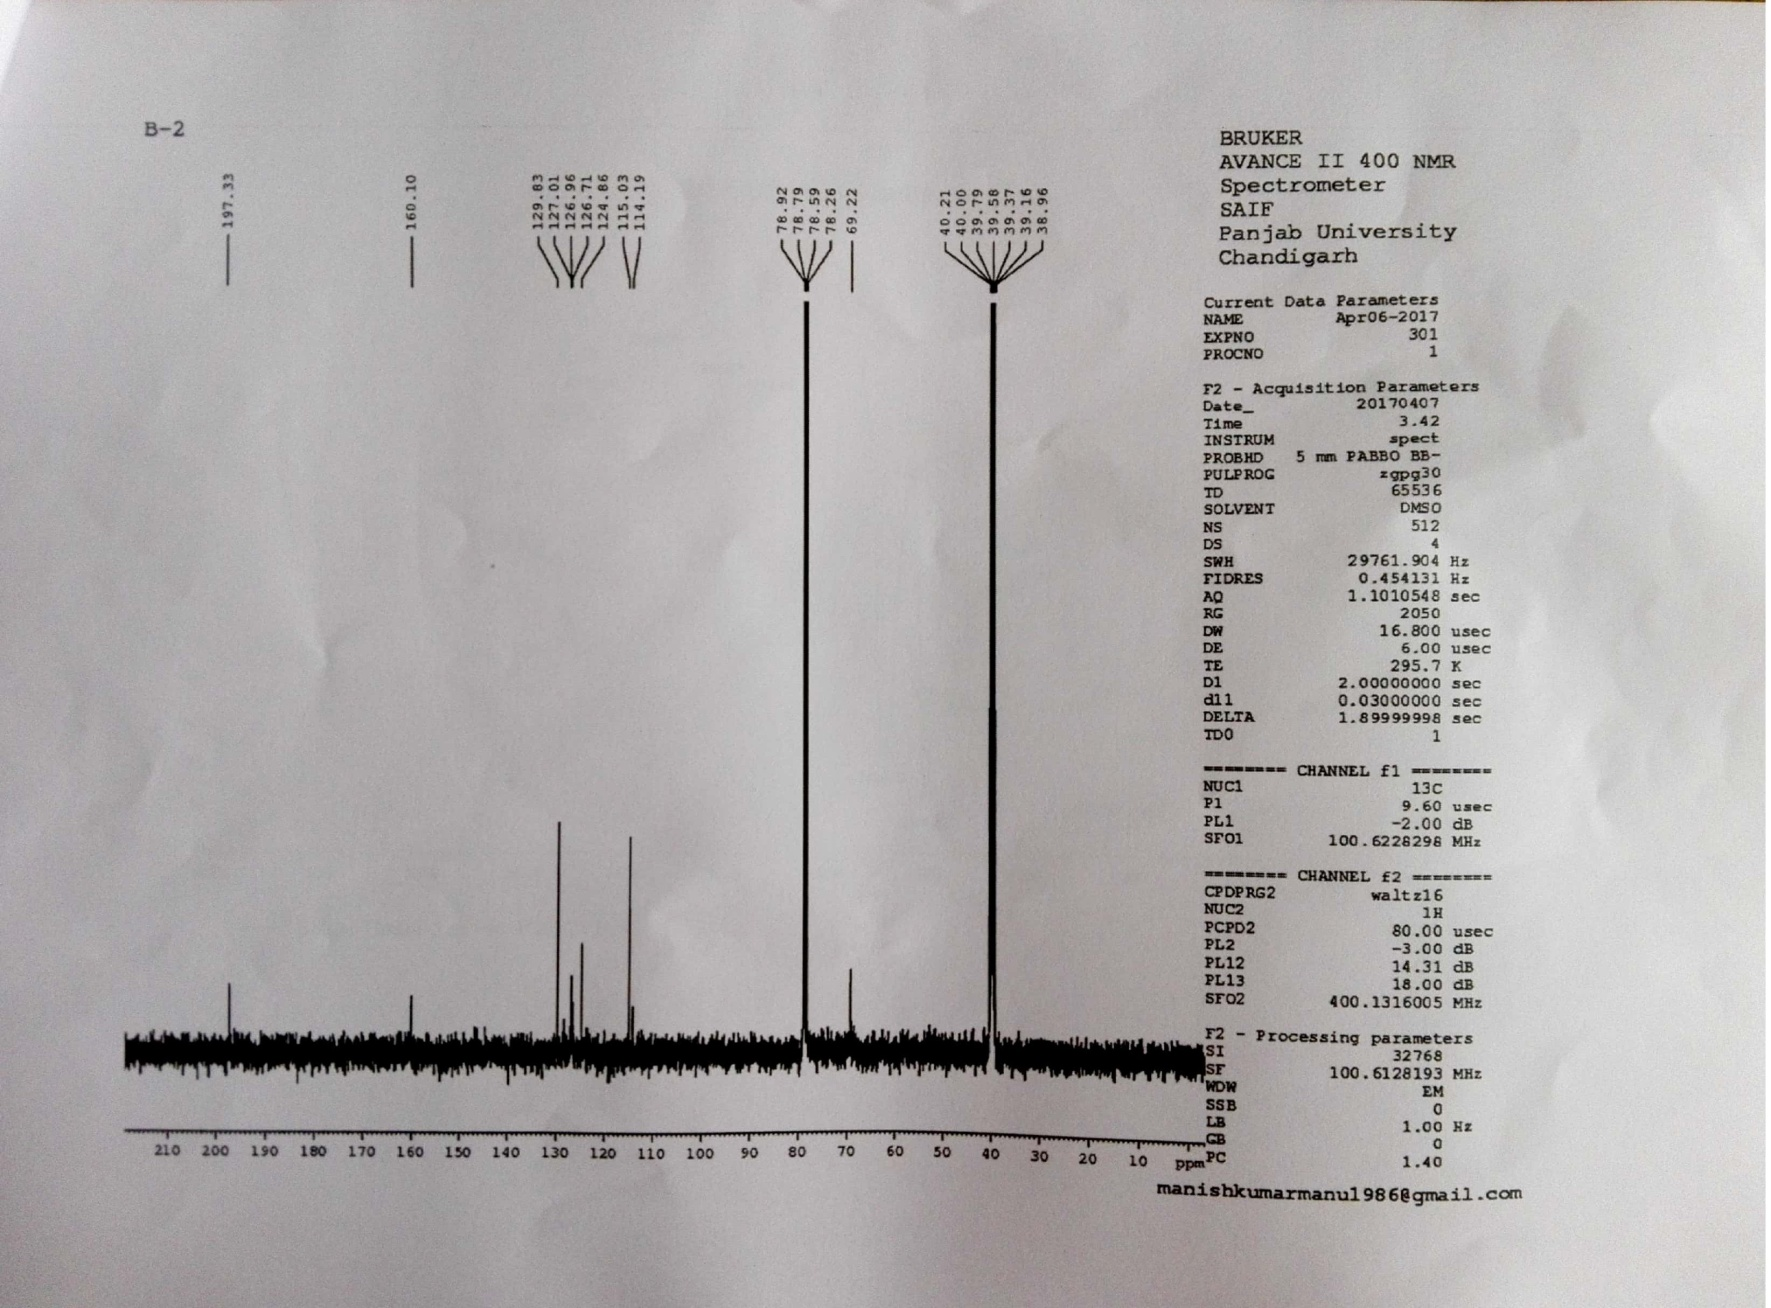 B-2
197.33
160.10
129.83
127.01
126.96
126.71
124.86
115.03
114.19
78.92
78.79
78.59
78.26
69.22
40.21
40.00
39.79
39.58
39.37
39.16
38.96
210 200 190 180 170 160 150 140 130 120 110 100 90 80 70 60 50 40 30 20 10 ppm
BRUKER
AVANCE II 400 NMR
Spectrometer
SAIF
Panjab University
Chandigarh
Current Data Parameters
NAME Apr06-2017
EXPNO 301
PROCNO 1
F2 - Acquisition Parameters
Date_ 20170407
Time 3.42
INSTRUM spect
PROBHD 5 mm PABBO BB-
PULPROG zgpg30
TD 65536
SOLVENT DMSO
NS 512
DS 4
SWH 29761.904 Hz
FIDRES 0.454131 Hz
AQ 1.1010548 sec
RG 2050
DW 16.800 usec
DE 6.00 usec
TE 295.7 K
D1 2.00000000 sec
d11 0.03000000 sec
DELTA 1.89999998 sec
TD0 1
======== CHANNEL f1 ========
NUC1 13C
P1 9.60 usec
PL1 -2.00 dB
SFO1 100.6228298 MHz
======== CHANNEL f2 ========
CPDPRG2 waltz16
NUC2 1H
PCPD2 80.00 usec
PL2 -3.00 dB
PL12 14.31 dB
PL13 18.00 dB
SFO2 400.1316005 MHz
F2 - Processing parameters
SI 32768
SF 100.6128193 MHz
WDW EM
SSB 0
LB 1.00 Hz
GB 0
PC 1.40
manishkumarmanu1986@gmail.com